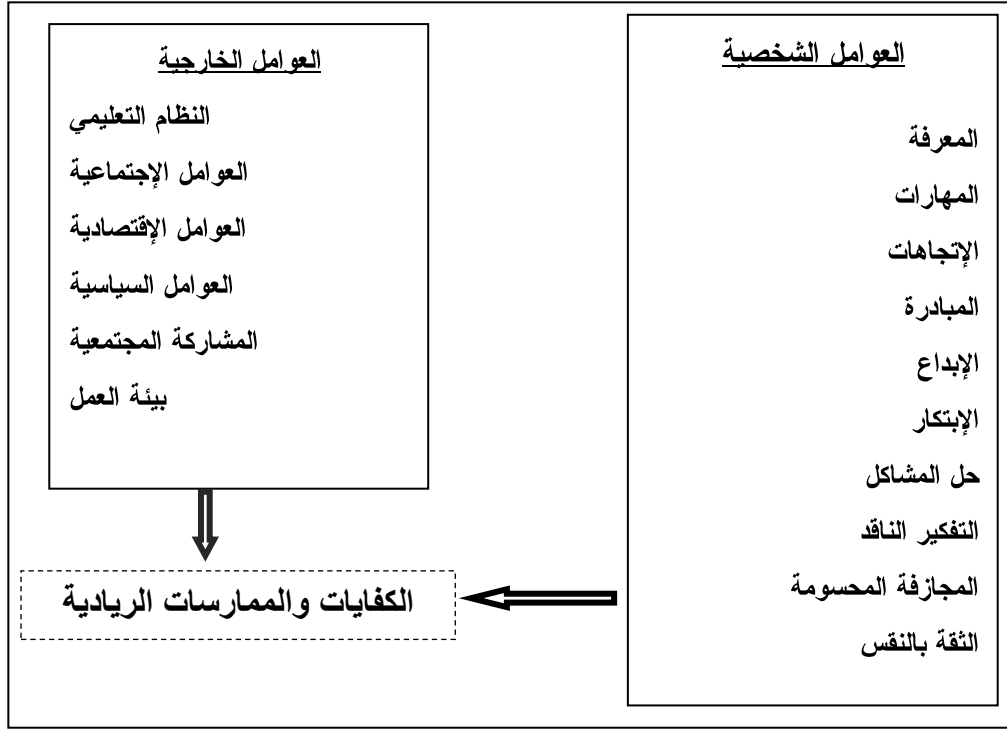 العوامل الشخصية
المعرفة
المهارات
الإتجاهات
المبادرة
الإبداع
الإبتكار
حل المشاكل
التفكير الناقد
المجازفة المحسومة
الثقة بالنقس
العوامل الخارجية
النظام التعليمي
العوامل الإجتماعية
العوامل الإقتصادية
العوامل السياسية
المشاركة المجتمعية
بيئة العمل
الكفايات والممارسات الريادية